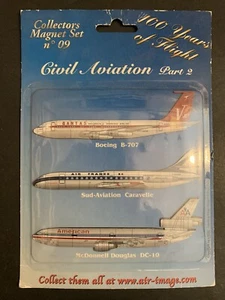 Collectors
Magnet Set
n° 09
100 Years
of Flight
Civil Aviation Part 2
QANTAS
Boeing B-707
AIR FRANCE
Sud-Aviation Caravelle
American
McDonnell Douglas DC-10
Collect them all at www.air-image.com